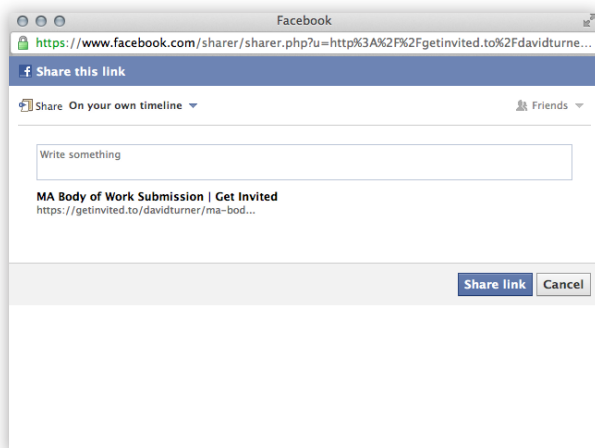 Facebook
https://www.facebook.com/sharer/sharer.php?u=http%3A%2F%2Fgetinvited.to%2Fdavidturne...
f Share this link
Share On your own timeline
Friends
Write something
MA Body of Work Submission | Get Invited
https://getinvited.to/davidturner/ma-bod...
Share link Cancel